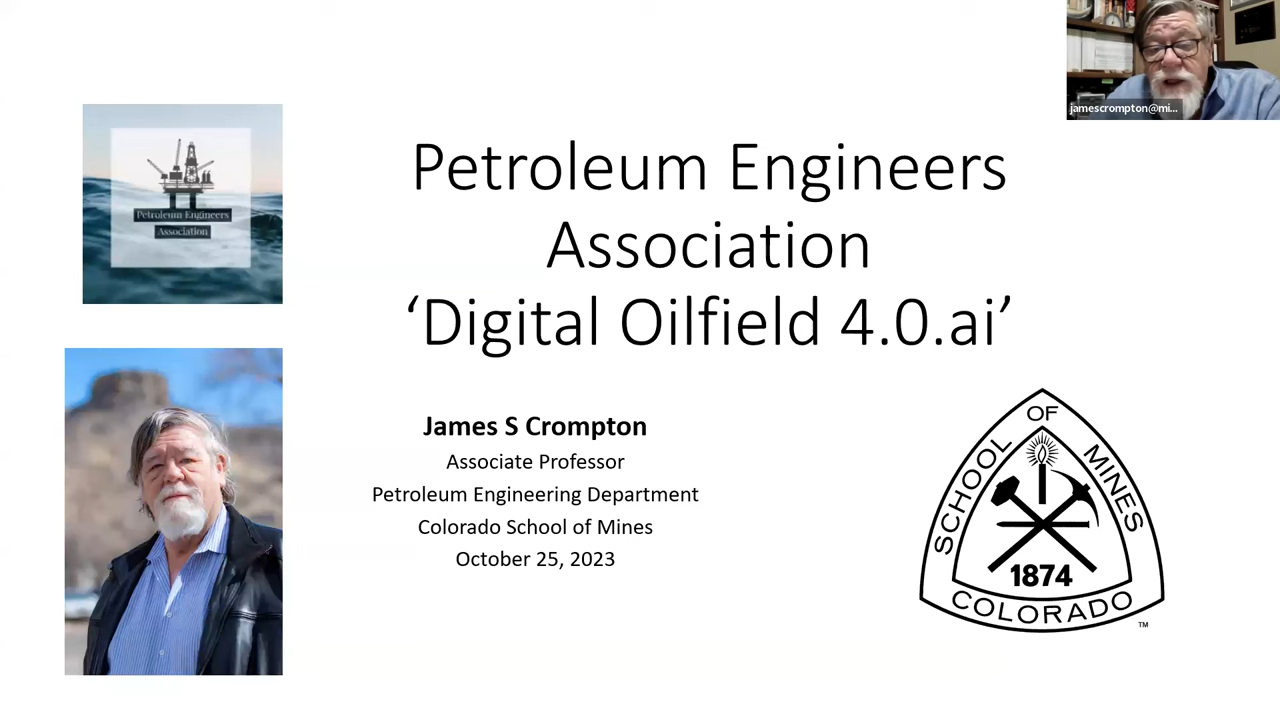 jamescrompton@mi...
Petroleum Engineers
Association
Petroleum Engineers
Association
‘Digital Oilfield 4.0.ai’
James S Crompton
Associate Professor
Petroleum Engineering Department
Colorado School of Mines
October 25, 2023
SCHOOL OF MINES
1874
COLORADO
TM